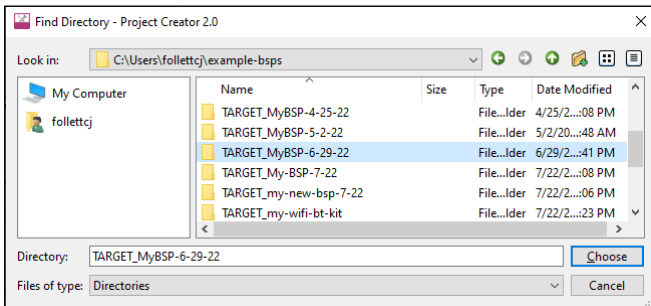 Find Directory - Project Creator 2.0
Look in: C:\Users\follettcj\example-bsps
My Computer
follettcj
Name Size Type Date Modified
TARGET_MyBSP-4-25-22 File...lder 4/25/2...:08 PM
TARGET_MyBSP-5-2-22 File...lder 5/2/20...:48 AM
TARGET_MyBSP-6-29-22 File...lder 6/29/2...:41 PM
TARGET_My-BSP-7-22 File...lder 7/22/2...:08 PM
TARGET_my-new-bsp-7-22 File...lder 7/22/2...:06 PM
TARGET_my-wifi-bt-kit File...lder 7/22/2...:23 PM
Directory: TARGET_MyBSP-6-29-22 Choose
Files of type: Directories Cancel